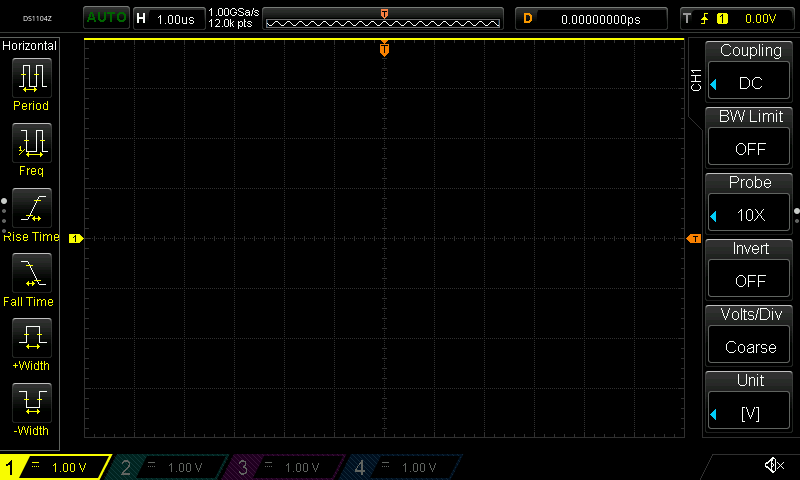 DS1104Z
AUTO
H 1.00us
1.00GSa/s
12.0k pts
T
D 0.00000000ps
T 1 0.00V
Horizontal
Period
Freq
Rise Time
Fall Time
+Width
-Width
T
1
T
CH1
Coupling
DC
BW Limit
OFF
Probe
10X
Invert
OFF
Volts/Div
Coarse
Unit
[V]
1 1.00 V
2 1.00 V
3 1.00 V
4 1.00 V